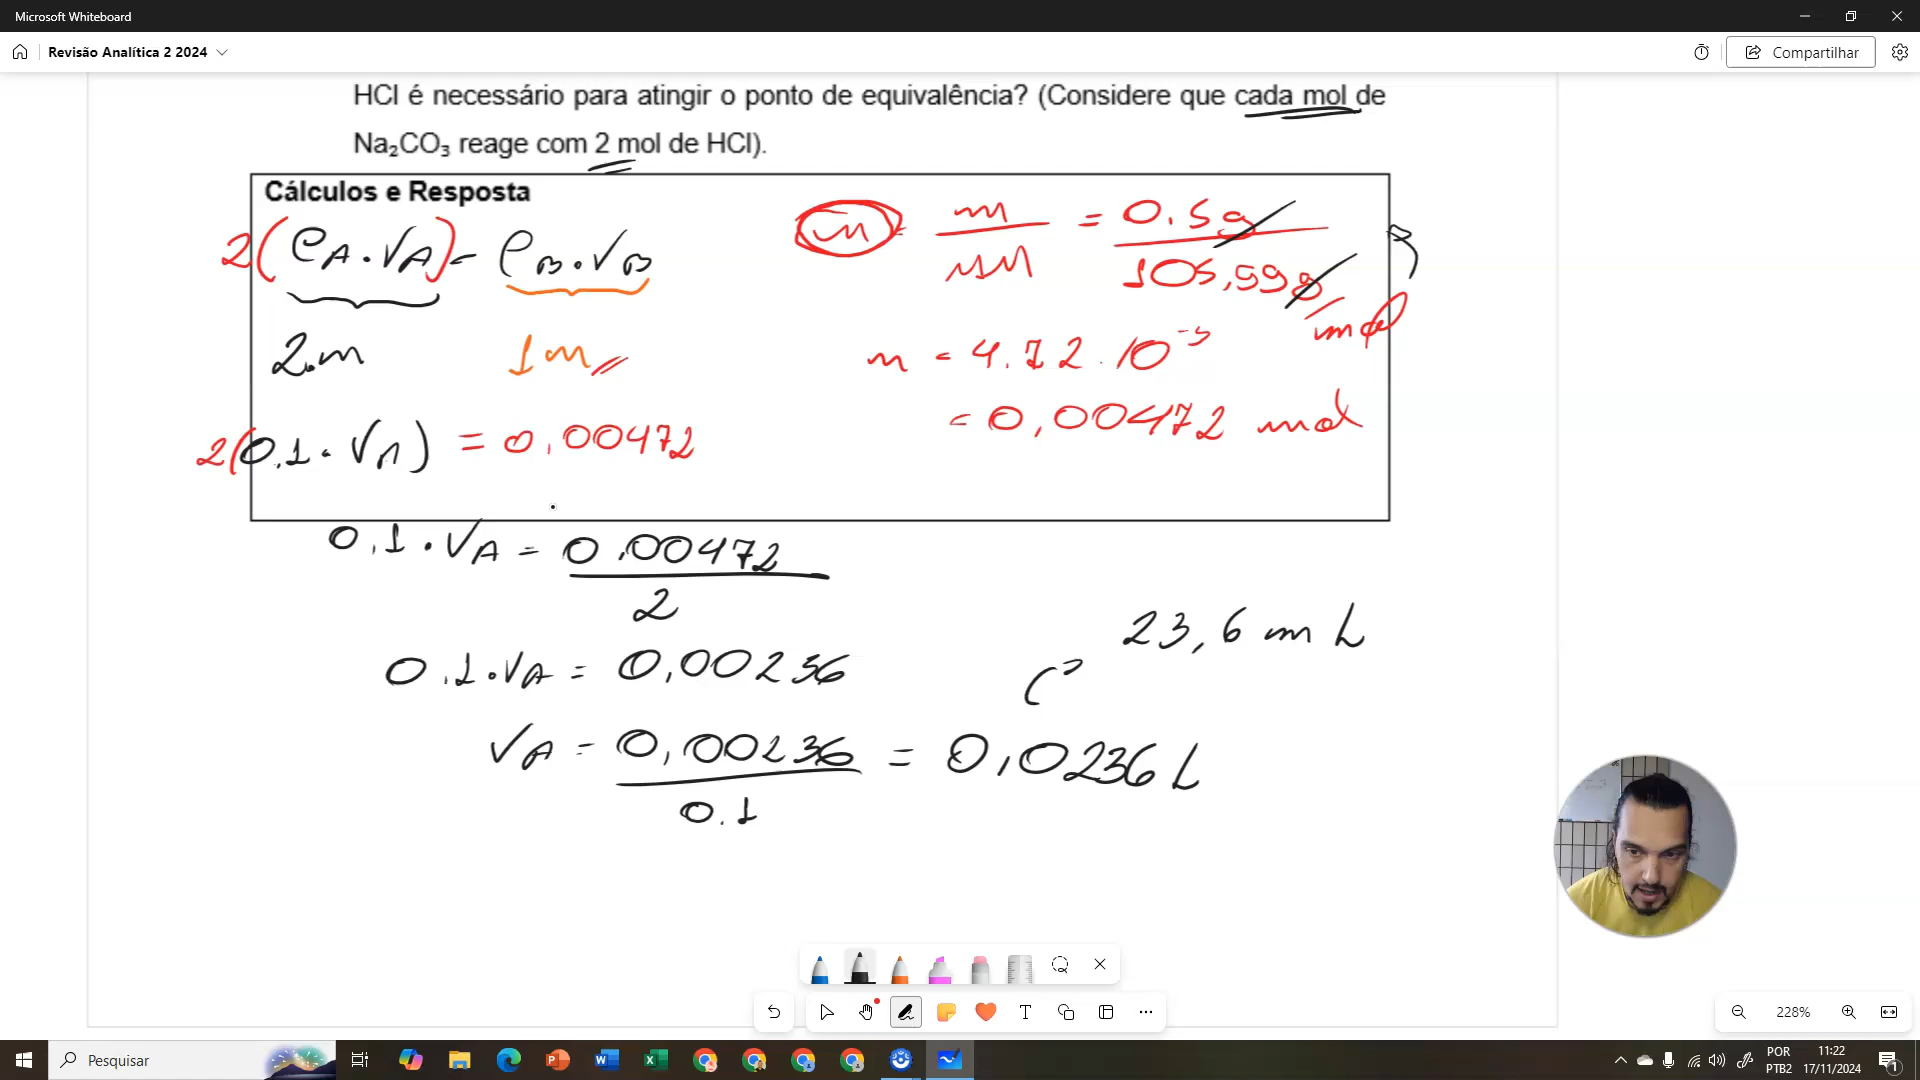 Microsoft Whiteboard
Revisão Analítica 2 2024
Compartilhar
HCl é necessário para atingir o ponto de equivalência? (Considere que cada mol de
Na₂CO₃ reage com 2 mol de HCl).
Cálculos e Resposta
2(CA.VA) = CB.VB
2.n
1n
n = m/MM = 0.5g/105,99g/mol
n = 4.72.10⁻³
= 0,00472 mol
2(0.1.VA) = 0,00472
0.1.VA = 0,00472/2
0.1.VA = 0,00236
23,6 mL
VA = 0,00236/0.1 = 0,0236 L
228%
Pesquisar
POR
PTB2
11:22
17/11/2024
1